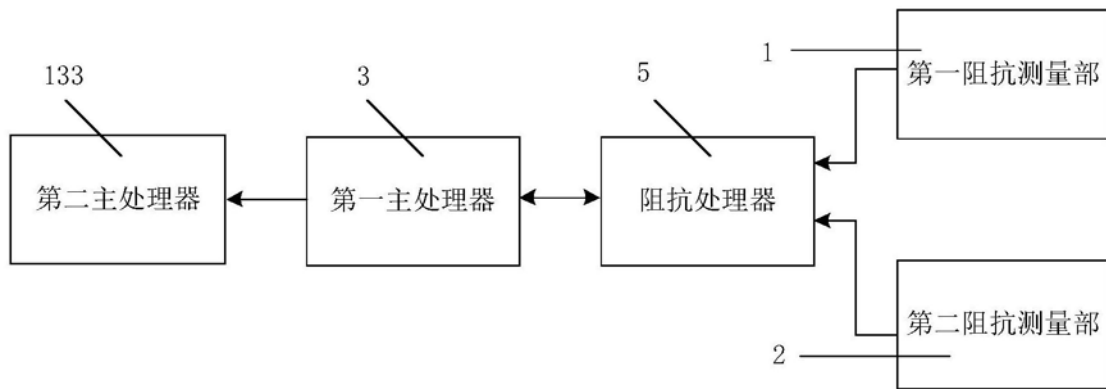 133
3
5
1
第二主处理器
第一主处理器
阻抗处理器
第一阻抗测量部
第二阻抗测量部
2